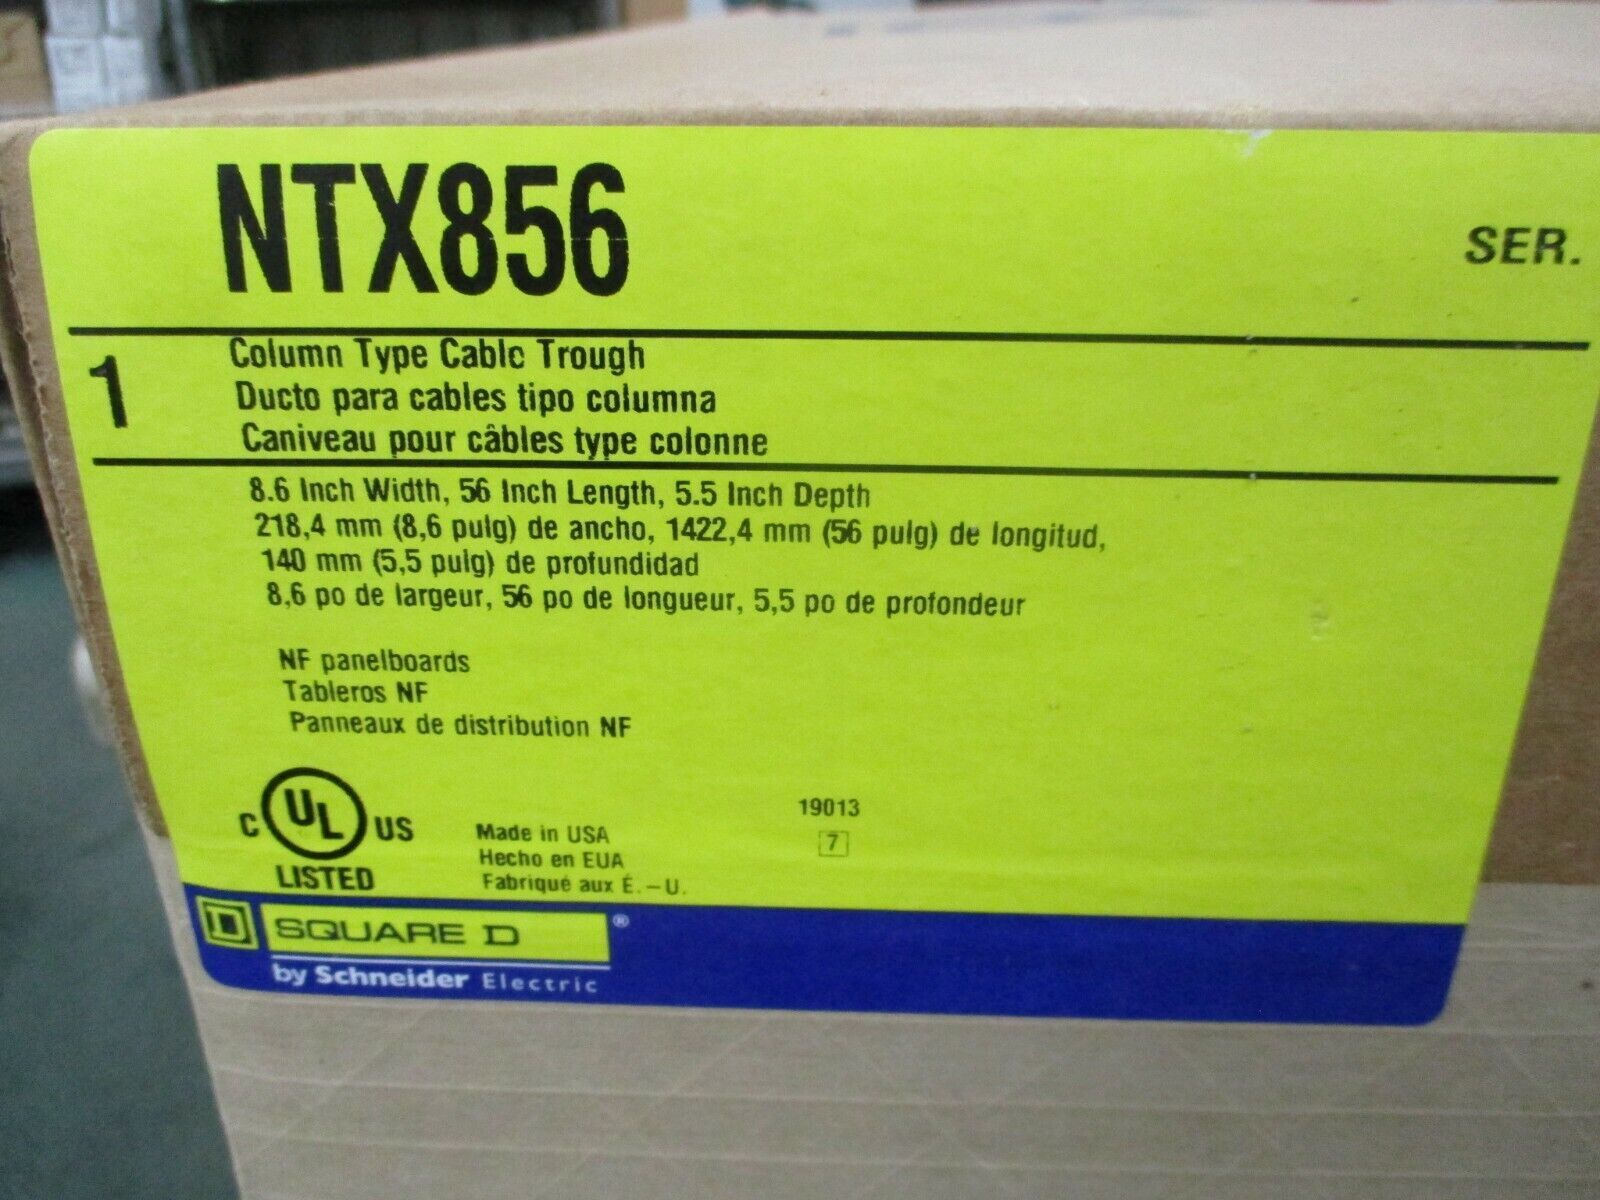 NTX856
SER.
1
Column Type Cable Trough
Ducto para cables tipo columna
Caniveau pour câbles type colonne
8.6 Inch Width, 56 Inch Length, 5.5 Inch Depth
218,4 mm (8,6 pulg) de ancho, 1422,4 mm (56 pulg) de longitud,
140 mm (5,5 pulg) de profundidad
8,6 po de largeur, 56 po de longueur, 5,5 po de profondeur
NF panelboards
Tableros NF
Panneaux de distribution NF
C UL US
LISTED
Made in USA
Hecho en EUA
Fabriqué aux É.-U.
19013
7
D SQUARE D ®
by Schneider Electric